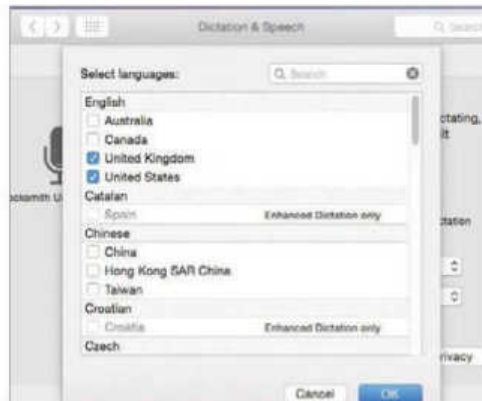 Dictation & Speech
Search
Select languages:
Search
English
Australia
ctating,
it
Canada
United Kingdom
United States
Catalan
Spain Enhanced Dictation only
tation
Chinese
China
Hong Kong SAR China
Taiwan
Croatian
Croatia Enhanced Dictation only
Czech
rivacy
Cancel OK